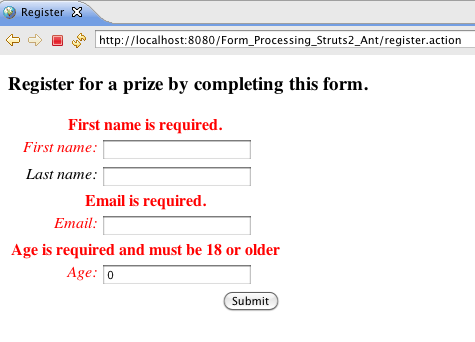 Register
http://localhost:8080/Form_Processing_Struts2_Ant/register.action
Register for a prize by completing this form.
First name is required.
First name:
Last name:
Email is required.
Email:
Age is required and must be 18 or older
Age: 0
Submit